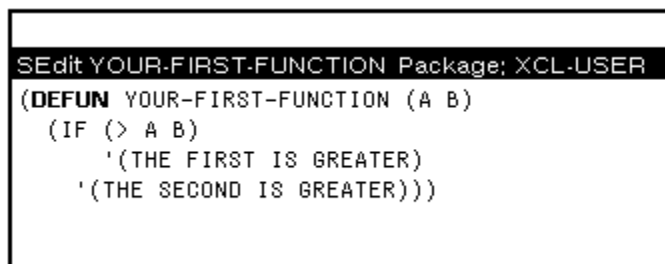 SEdit YOUR-FIRST-FUNCTION Package: XCL-USER
(DEFUN YOUR-FIRST-FUNCTION (A B)
(IF (> A B)
'(THE FIRST IS GREATER)
'(THE SECOND IS GREATER)))